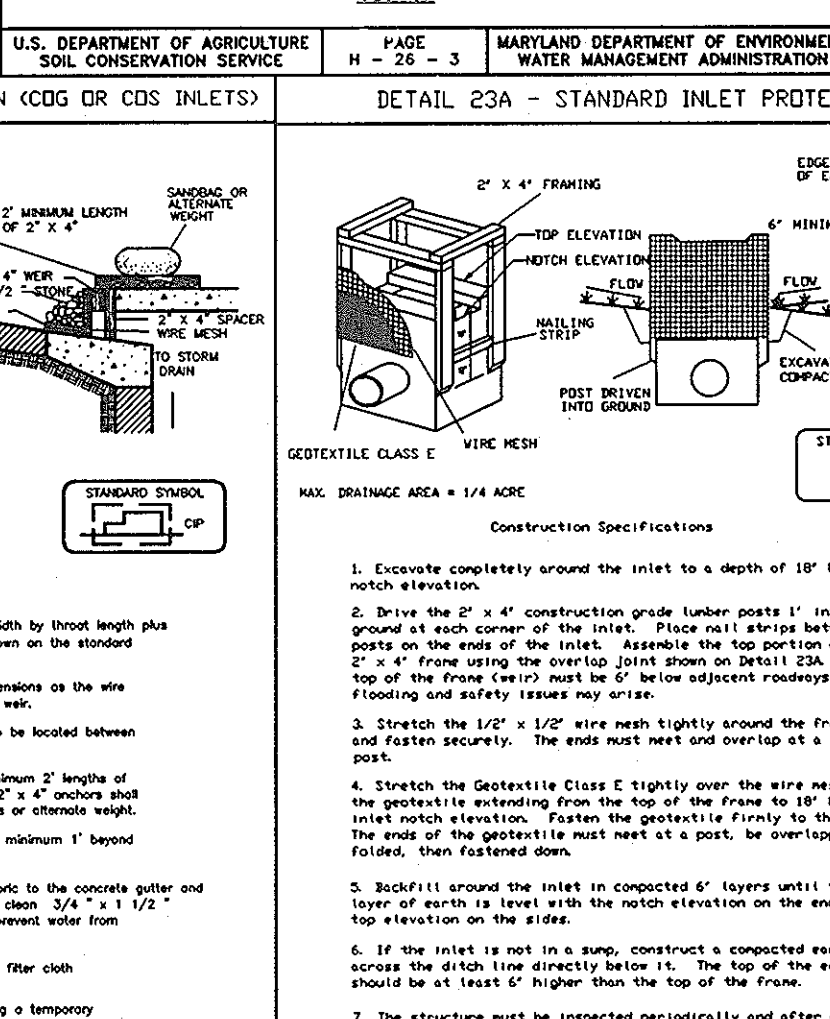 U.S. DEPARTMENT OF AGRICULTURE
SOIL CONSERVATION SERVICE
PAGE
H - 26 - 3
MARYLAND DEPARTMENT OF ENVIRONME
WATER MANAGEMENT ADMINISTRATION
N (COG OR COS INLETS)
2' MINIMUM LENGTH
OF 2" X 4"
SANDBAG OR
ALTERNATE
WEIGHT
4" WEIR
/2 " STONE
2" X 4" SPACER
WIRE MESH
TO STORM
DRAIN
STANDARD SYMBOL
CIP
idth by throat length plus
own on the standard
ensions as the wire
weir.
be located between
nimum 2' lengths of
2" x 4" anchors shall
s or alternate weight.
minimum 1' beyond
bric to the concrete gutter and
clean 3/4 " x 1 1/2 "
prevent water from
filter cloth
g a temporary
DETAIL 23A - STANDARD INLET PROTE
2" X 4" FRAMING
TOP ELEVATION
NOTCH ELEVATION
NAILING
STRIP
POST DRIVEN
INTO GROUND
GEOTEXTILE CLASS E
WIRE MESH
EDGE
OF E
6" MINIM
FLOW
FLOW
EXCAVA
COMPAC
ST
MAX. DRAINAGE AREA = 1/4 ACRE
Construction Specifications
1. Excavate completely around the inlet to a depth of 18" b
notch elevation.
2. Drive the 2" x 4" construction grade lumber posts 1' in
ground at each corner of the inlet. Place nail strips bet
posts on the ends of the inlet. Assemble the top portion
2" x 4" frame using the overlap joint shown on Detail 23A
top of the frame (weir) must be 6" below adjacent roadways
flooding and safety issues may arise.
3. Stretch the 1/2" x 1/2" wire mesh tightly around the fra
and fasten securely. The ends must meet and overlap at a
post.
4. Stretch the Geotextile Class E tightly over the wire mes
the geotextile extending from the top of the frame to 18" b
inlet notch elevation. Fasten the geotextile firmly to th
The ends of the geotextile must meet at a post, be overlapp
folded, then fastened down.
5. Backfill around the inlet in compacted 6" layers until
layer of earth is level with the notch elevation on the end
top elevation on the sides.
6. If the inlet is not in a sump, construct a compacted ear
across the ditch line directly below it. The top of the ea
should be at least 6" higher than the top of the frame.
7. The structure must be inspected periodically and after